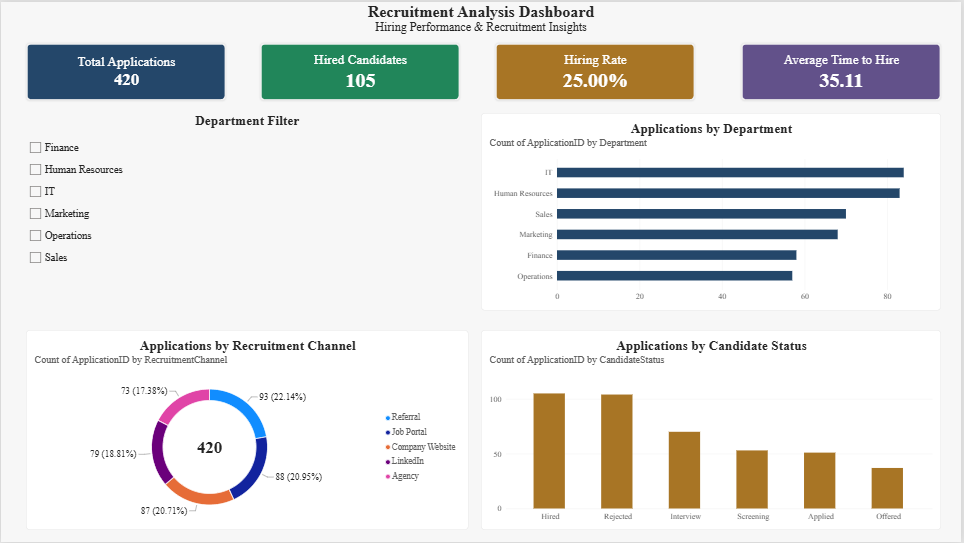 Recruitment Analysis Dashboard
Hiring Performance & Recruitment Insights
Total Applications
420
Hired Candidates
105
Hiring Rate
25.00%
Average Time to Hire
35.11
Department Filter
Finance
Human Resources
IT
Marketing
Operations
Sales
Applications by Department
Count of ApplicationID by Department
IT
Human Resources
Sales
Marketing
Finance
Operations
0 20 40 60 80
Applications by Recruitment Channel
Count of ApplicationID by RecruitmentChannel
73 (17.38%)
93 (22.14%)
79 (18.81%)
420
88 (20.95%)
87 (20.71%)
Referral
Job Portal
Company Website
LinkedIn
Agency
Applications by Candidate Status
Count of ApplicationID by CandidateStatus
100
50
0
Hired Rejected Interview Screening Applied Offered